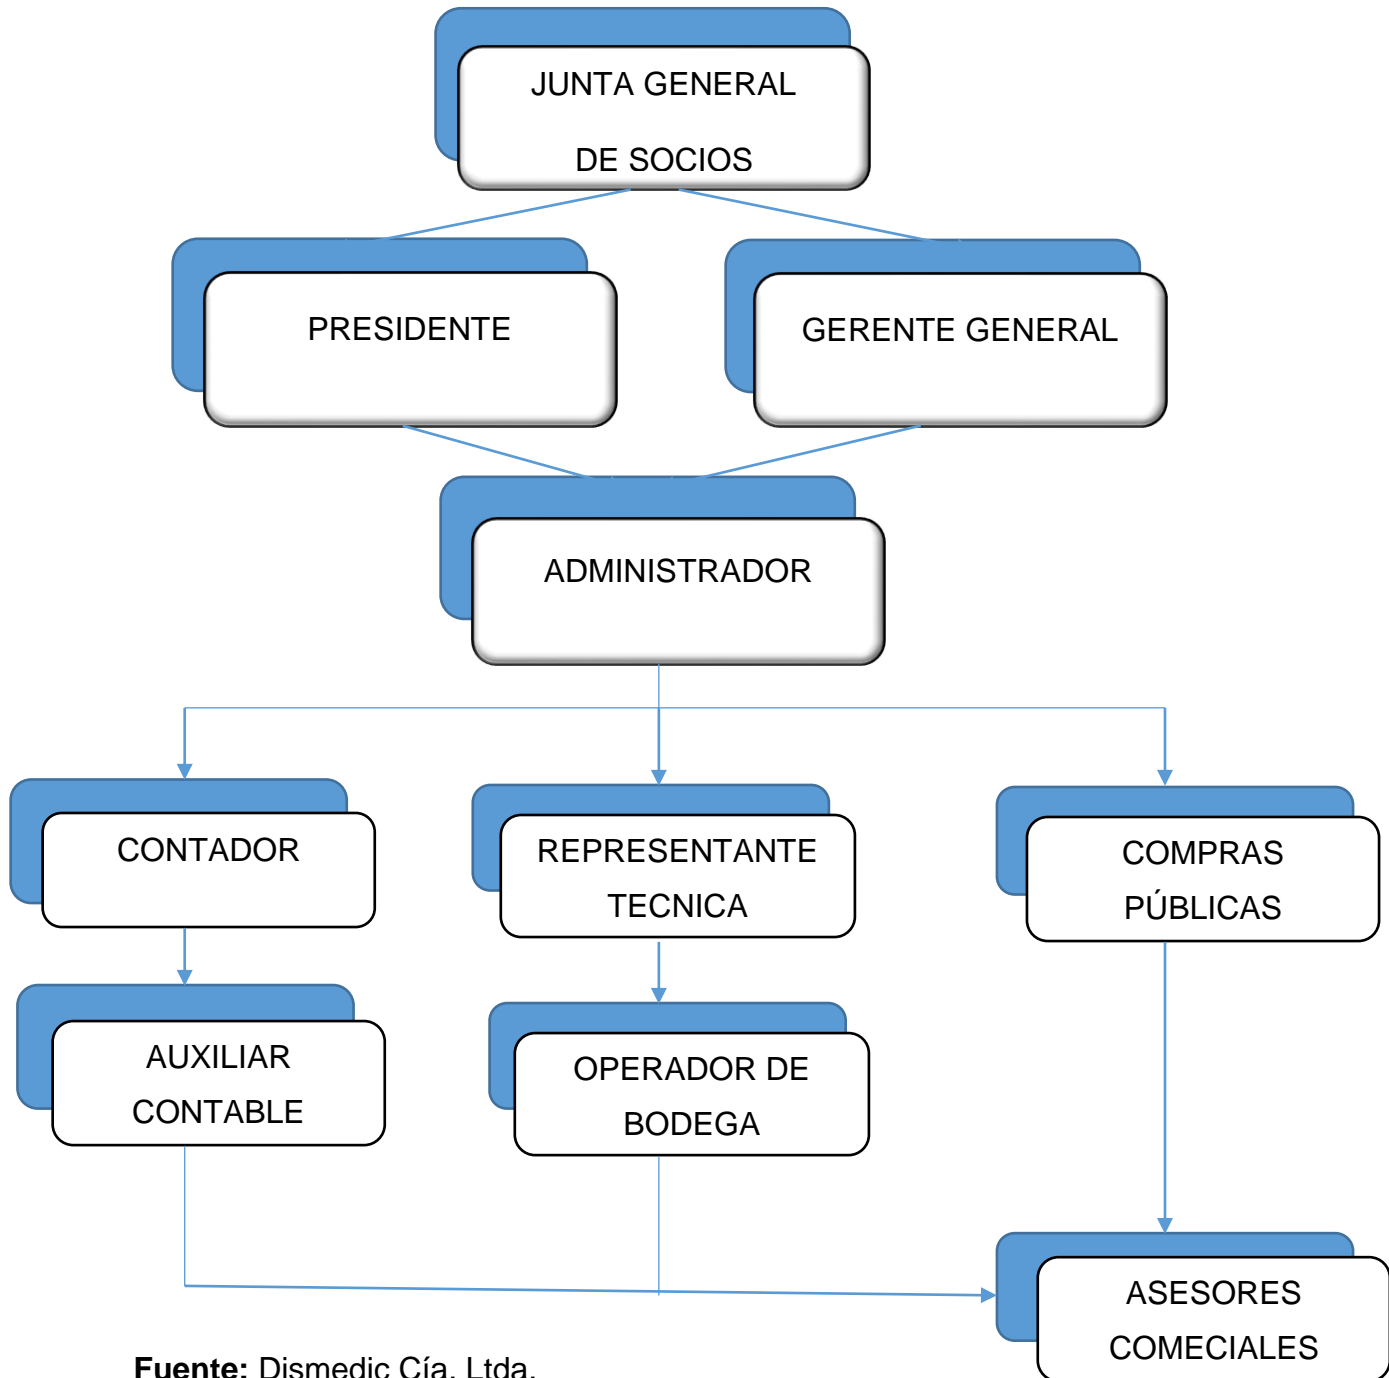 JUNTA GENERAL
DE SOCIOS
PRESIDENTE
GERENTE GENERAL
ADMINISTRADOR
CONTADOR
REPRESENTANTE
TECNICA
COMPRAS
PÚBLICAS
AUXILIAR
CONTABLE
OPERADOR DE
BODEGA
ASESORES
COMECIALES
Fuente: Dismedic Cía. Ltda.